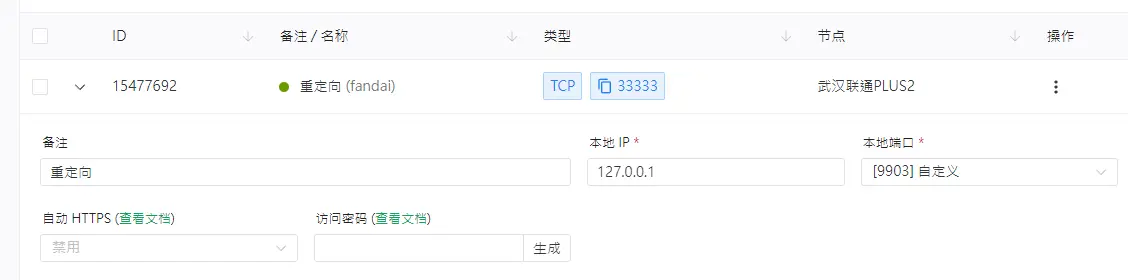 ID 备注 / 名称 类型 节点 操作
15477692 重定向 (fandai) TCP 33333 武汉联通PLUS2
备注 本地 IP * 本地端口 *
重定向 127.0.0.1 [9903] 自定义
自动 HTTPS (查看文档) 访问密码 (查看文档)
禁用 生成